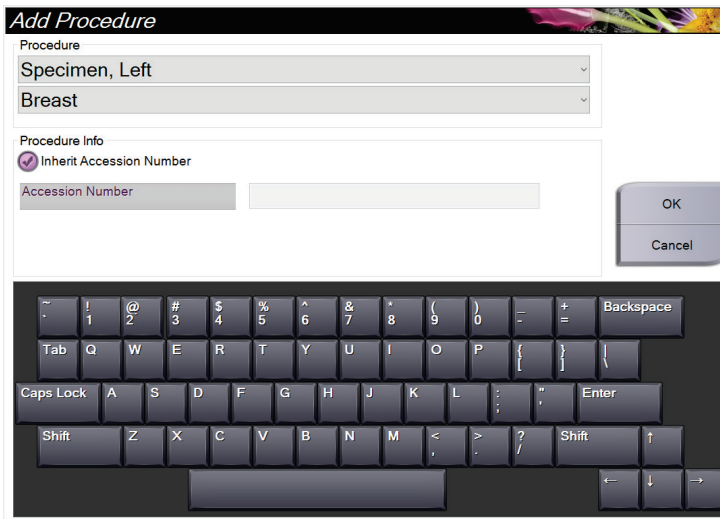 Add Procedure
Procedure
Specimen, Left
Breast
Procedure Info
Inherit Accession Number
Accession Number
OK
Cancel
~ ` ! 1 @ 2 # 3 $ 4 % 5 ^ 6 & 7 * 8 ( 9 ) 0 _ - + = Backspace
Tab Q W E R T Y U I O P { [ } ] | \
Caps Lock A S D F G H J K L : ; " ' Enter
Shift Z X C V B N M < , > . ? / Shift ↑
← ↓ →